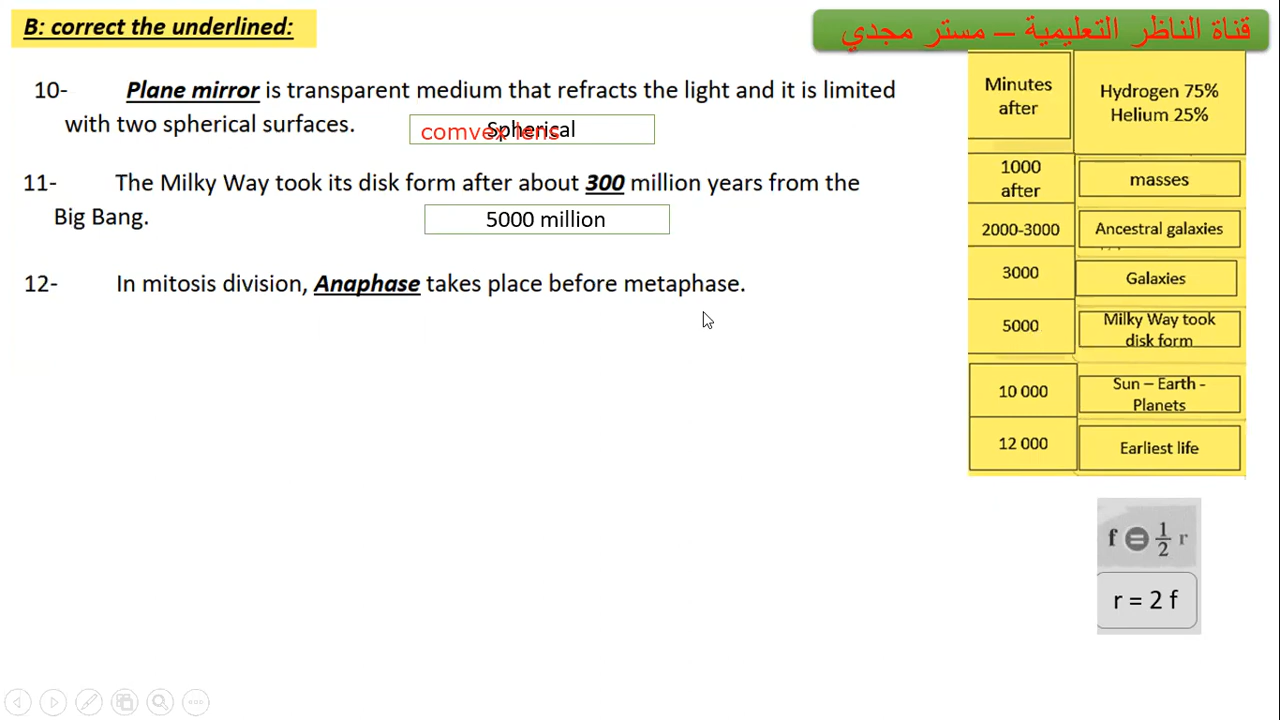 B: correct the underlined:
قناة الناظر التعليمية – مستر مجدي
10- Plane mirror is transparent medium that refracts the light and it is limited
with two spherical surfaces.
Spherical
comvex lens
11- The Milky Way took its disk form after about 300 million years from the
Big Bang.
5000 million
12- In mitosis division, Anaphase takes place before metaphase.
Minutes
after
Hydrogen 75%
Helium 25%
1000
after
masses
2000-3000
Ancestral galaxies
3000
Galaxies
5000
Milky Way took
disk form
10 000
Sun – Earth -
Planets
12 000
Earliest life
f = 1/2 r
r = 2 f